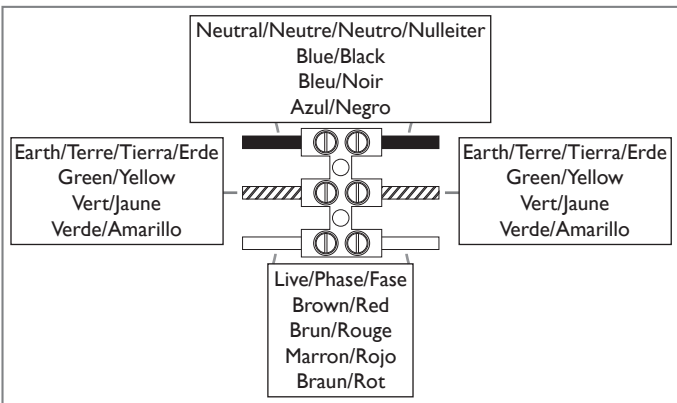 Neutral/Neutre/Neutro/Nulleiter
Blue/Black
Bleu/Noir
Azul/Negro
Earth/Terre/Tierra/Erde
Green/Yellow
Vert/Jaune
Verde/Amarillo
Earth/Terre/Tierra/Erde
Green/Yellow
Vert/Jaune
Verde/Amarillo
Live/Phase/Fase
Brown/Red
Brun/Rouge
Marron/Rojo
Braun/Rot